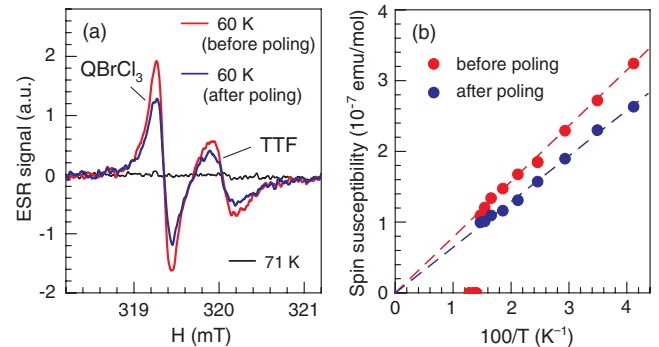 (a)
60 K
(before poling)
60 K
(after poling)
QBrCl₃
TTF
71 K
2
1
0
-1
-2
ESR signal (a.u.)
319
320
321
H (mT)
(b)
before poling
after poling
4
3
2
1
0
Spin susceptibility (10⁻⁷ emu/mol)
0
1
2
3
4
100/T (K⁻¹)